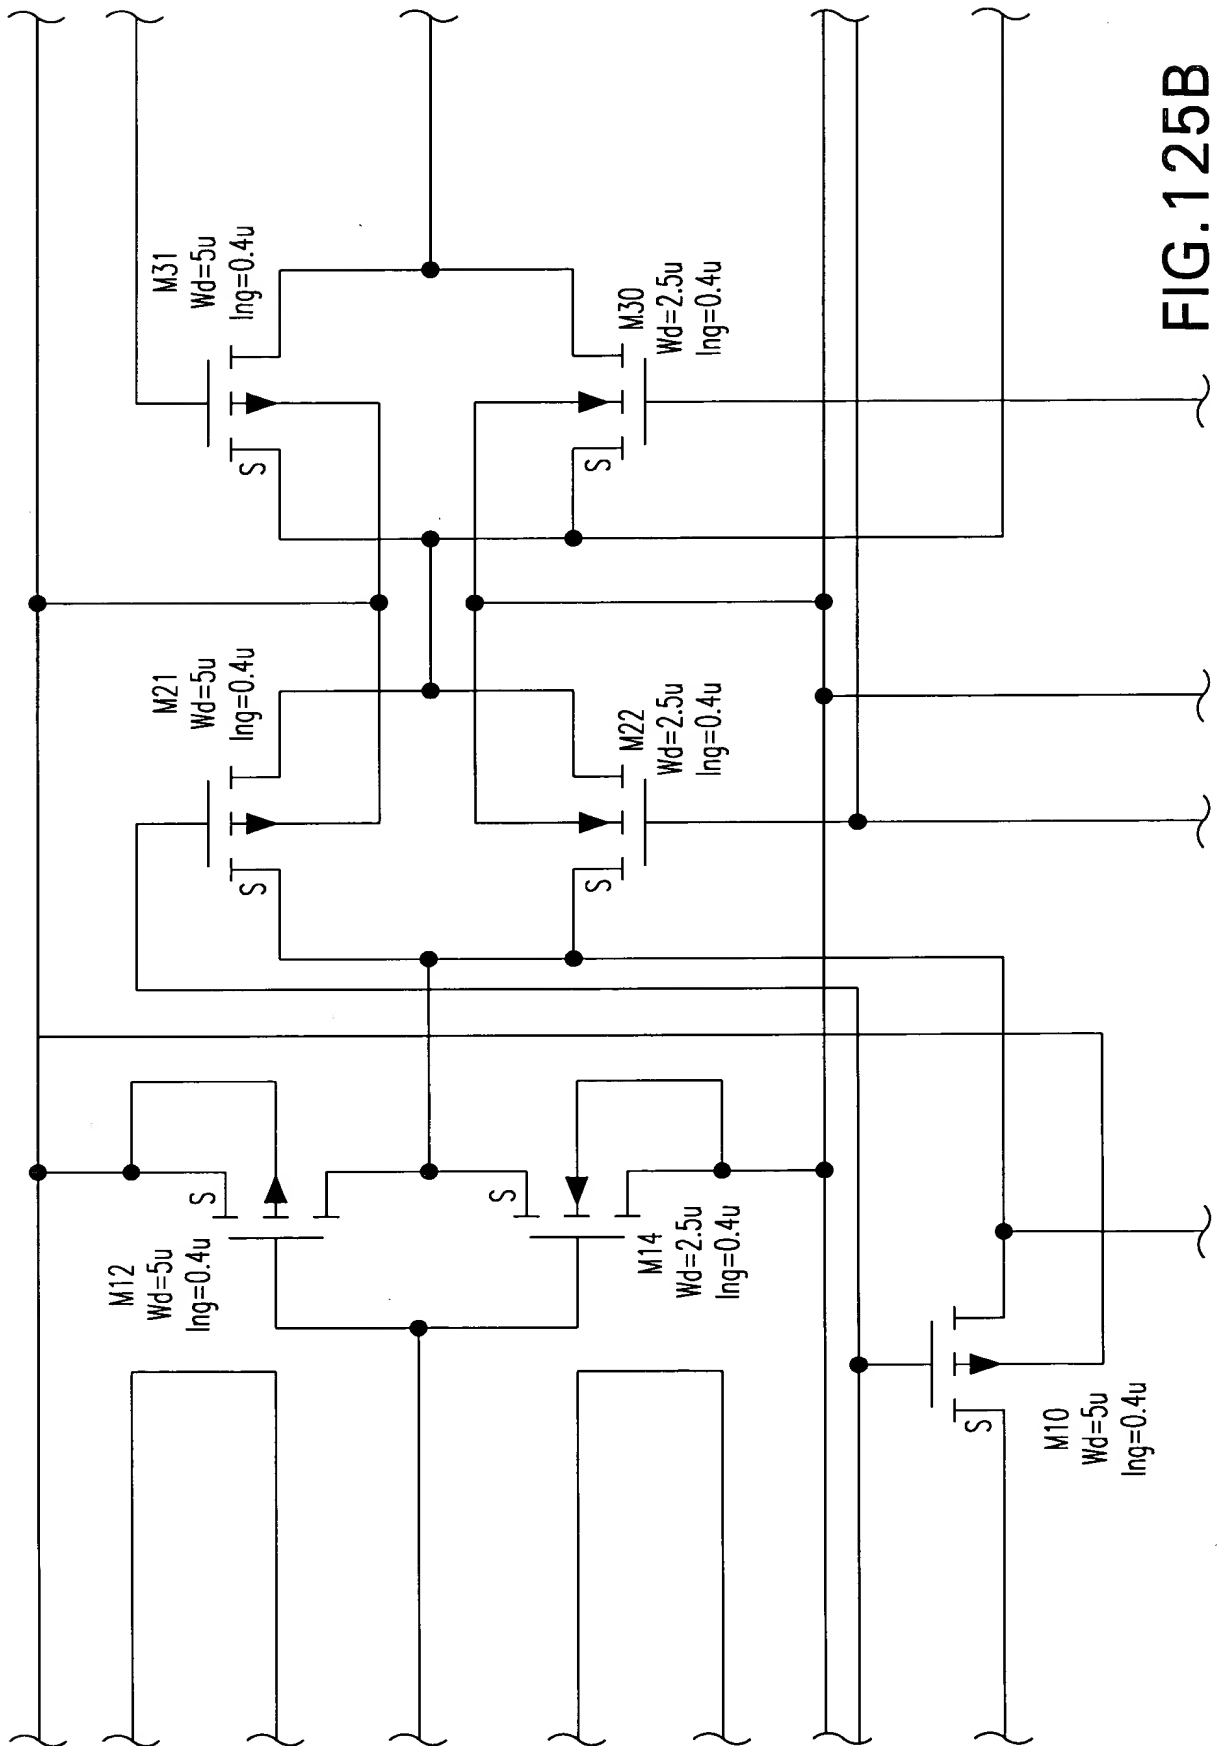 M31
Wd=5u
lng=0.4u
S
M30
Wd=2.5u
lng=0.4u
S
M21
Wd=5u
lng=0.4u
S
M22
Wd=2.5u
lng=0.4u
S
M12
Wd=5u
lng=0.4u
S
M14
Wd=2.5u
lng=0.4u
S
M10
Wd=5u
lng=0.4u
S
FIG.125B